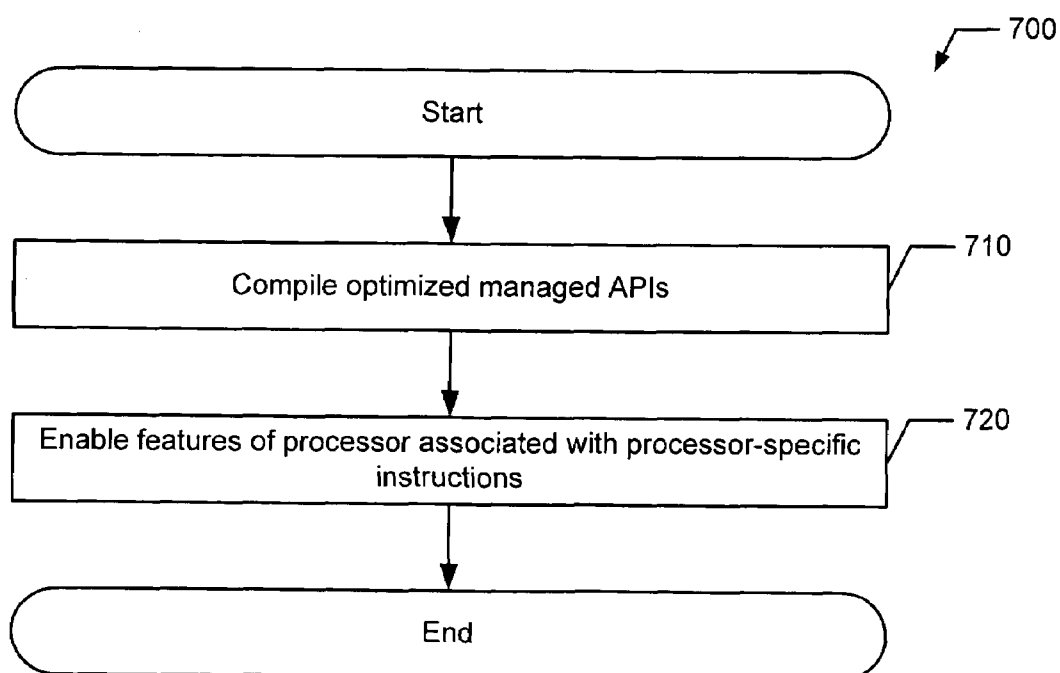 700
Start
710
Compile optimized managed APIs
720
Enable features of processor associated with processor-specific
instructions
End